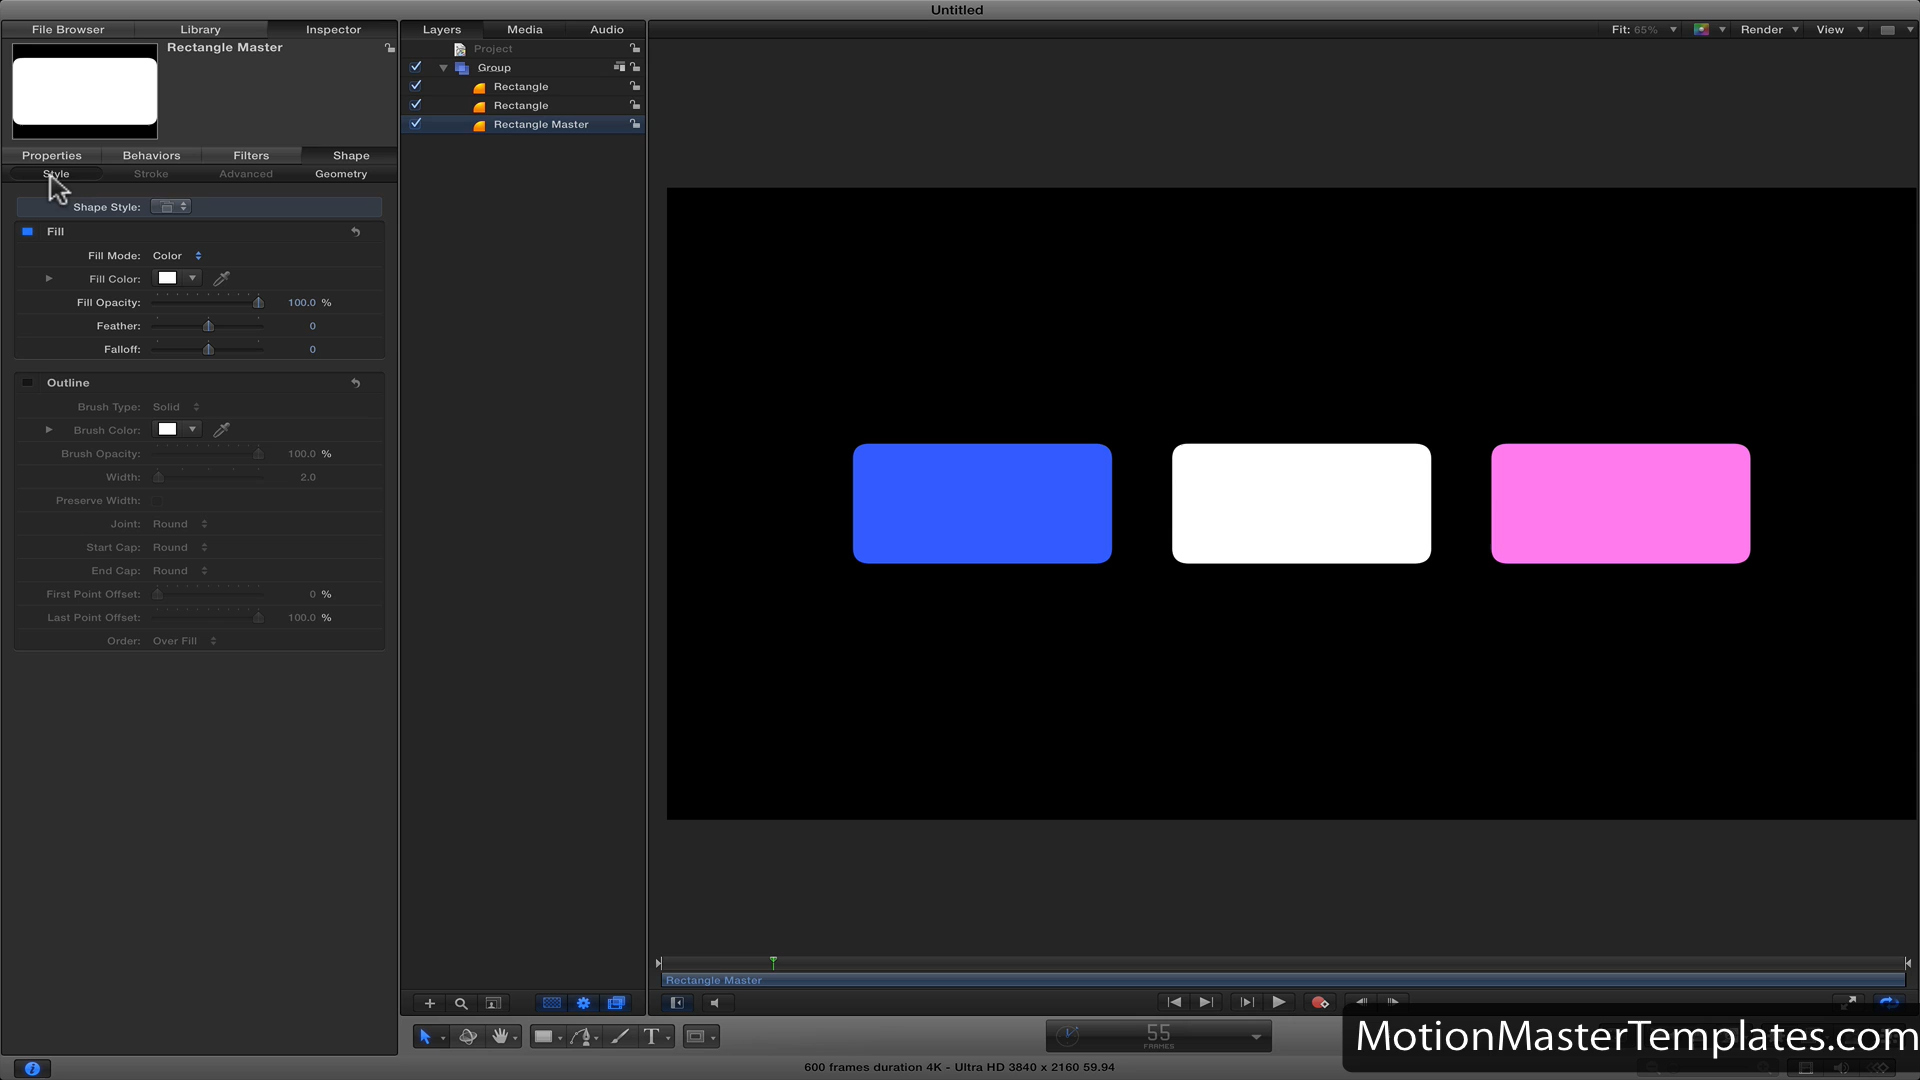 Untitled
File Browser Library Inspector
Layers Media Audio
Fit: 65% Render View
Rectangle Master
Project
Group
Rectangle
Rectangle
Rectangle Master
Properties Behaviors Filters Shape
Style Stroke Advanced Geometry
Shape Style:
Fill
Fill Mode: Color
Fill Color:
Fill Opacity: 100.0 %
Feather: 0
Falloff: 0
Outline
Brush Type: Solid
Brush Color:
Brush Opacity: 100.0 %
Width: 2.0
Preserve Width:
Joint: Round
Start Cap: Round
End Cap: Round
First Point Offset: 0 %
Last Point Offset: 100.0 %
Order: Over Fill
Rectangle Master
T
55
FRAMES
MotionMasterTemplates.com
600 frames duration 4K - Ultra HD 3840 x 2160 59.94